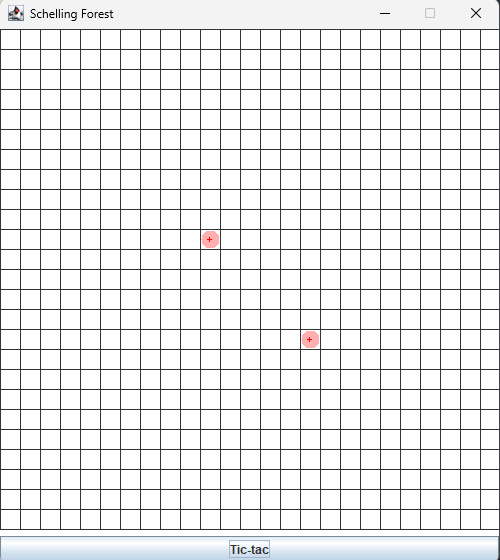 Schelling Forest
+
+
Tic-tac